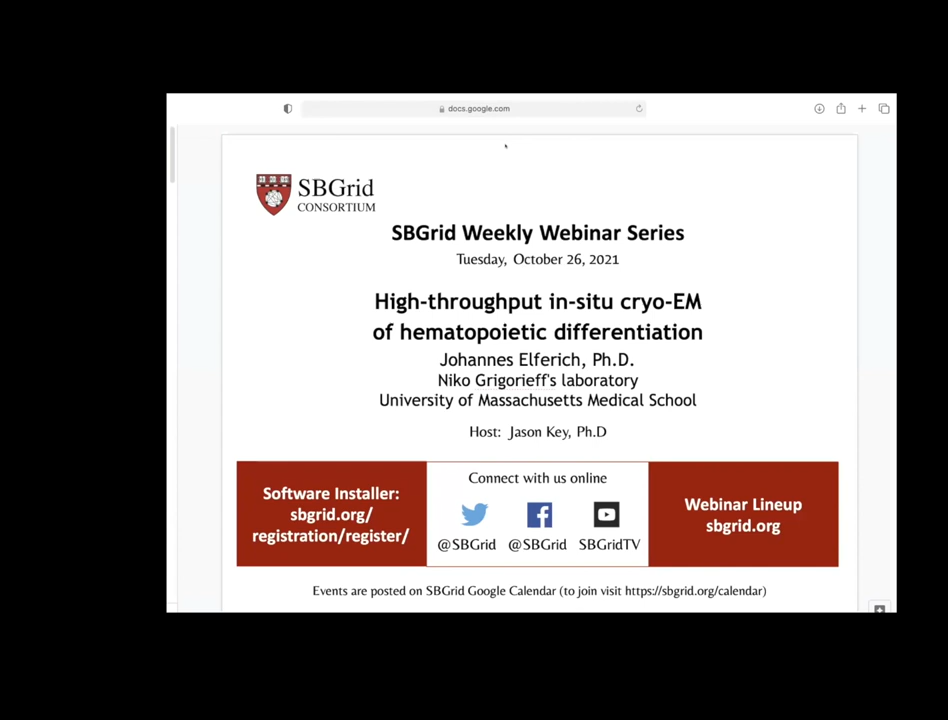 docs.google.com
SBGrid
CONSORTIUM
SBGrid Weekly Webinar Series
Tuesday, October 26, 2021
High-throughput in-situ cryo-EM
of hematopoietic differentiation
Johannes Elferich, Ph.D.
Niko Grigorieff's laboratory
University of Massachusetts Medical School
Host: Jason Key, Ph.D
Software Installer:
sbgrid.org/
registration/register/
Connect with us online
@SBGrid @SBGrid SBGridTV
Webinar Lineup
sbgrid.org
Events are posted on SBGrid Google Calendar (to join visit https://sbgrid.org/calendar)